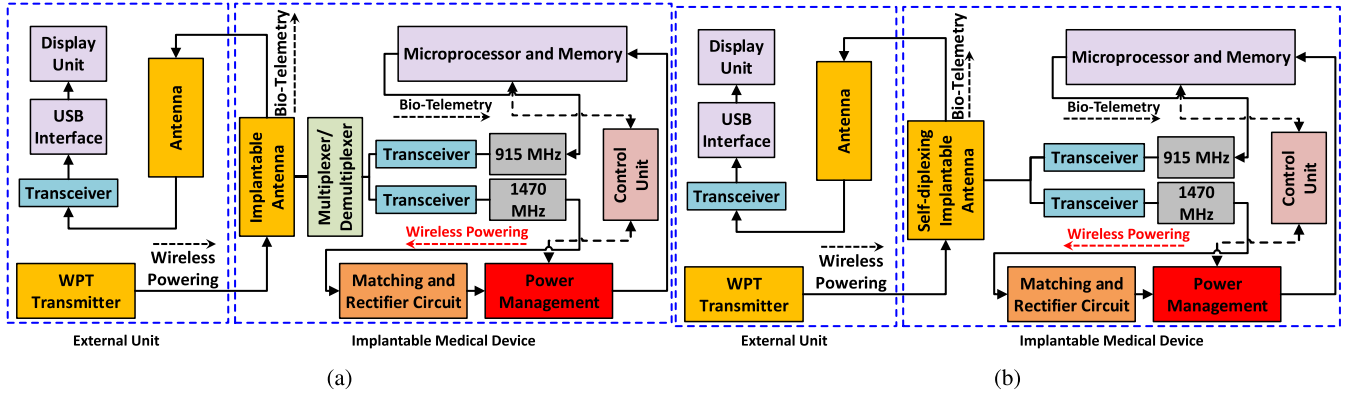 Display
Unit
USB
Interface
Transceiver
Antenna
WPT
Transmitter
Wireless
Powering
External Unit
Bio-Telemetry
Implantable
Antenna
Multiplexer/
Demultiplexer
Microprocessor and Memory
Bio-Telemetry
Transceiver
915 MHz
Transceiver
1470
MHz
Control
Unit
Wireless Powering
Matching and
Rectifier Circuit
Power
Management
Implantable Medical Device
(a)
Display
Unit
USB
Interface
Transceiver
Antenna
WPT
Transmitter
Wireless
Powering
External Unit
Bio-Telemetry
Self-diplexing
Implantable
Antenna
Microprocessor and Memory
Bio-Telemetry
Transceiver
915 MHz
Transceiver
1470
MHz
Control
Unit
Wireless Powering
Matching and
Rectifier Circuit
Power
Management
Implantable Medical Device
(b)